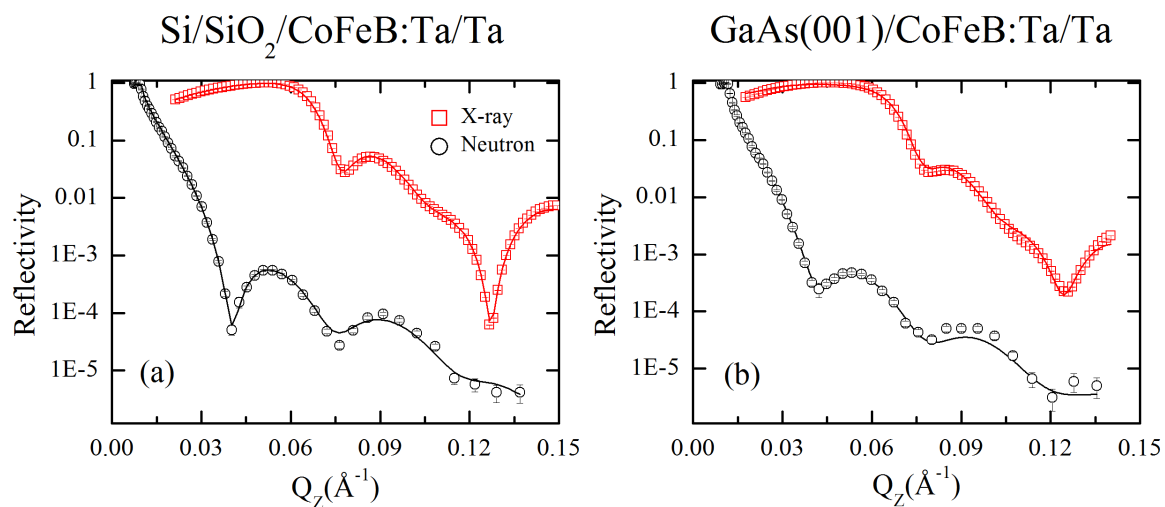 Si/SiO₂/CoFeB:Ta/Ta
1
0.1
0.01
1E-3
1E-4
1E-5
Reflectivity
X-ray
Neutron
(a)
0.00 0.03 0.06 0.09 0.12 0.15
Q_Z(Å⁻¹)
GaAs(001)/CoFeB:Ta/Ta
1
0.1
0.01
1E-3
1E-4
1E-5
Reflectivity
(b)
0.00 0.03 0.06 0.09 0.12 0.15
Q_Z(Å⁻¹)